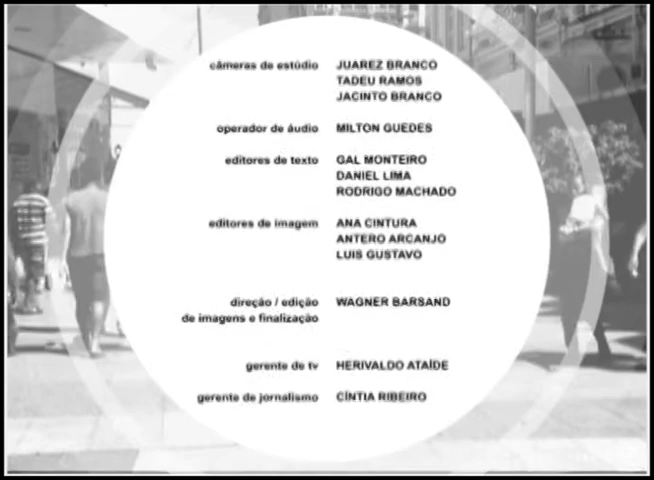 câmeras de estúdio JUAREZ BRANCO
TADEU RAMOS
JACINTO BRANCO
operador de áudio MILTON GUEDES
editores de texto GAL MONTEIRO
DANIEL LIMA
RODRIGO MACHADO
editores de imagem ANA CINTURA
ANTERO ARCANJO
LUIS GUSTAVO
direção / edição WAGNER BARSAND
de imagens e finalização
gerente de tv HERIVALDO ATAÍDE
gerente de jornalismo CÍNTIA RIBEIRO